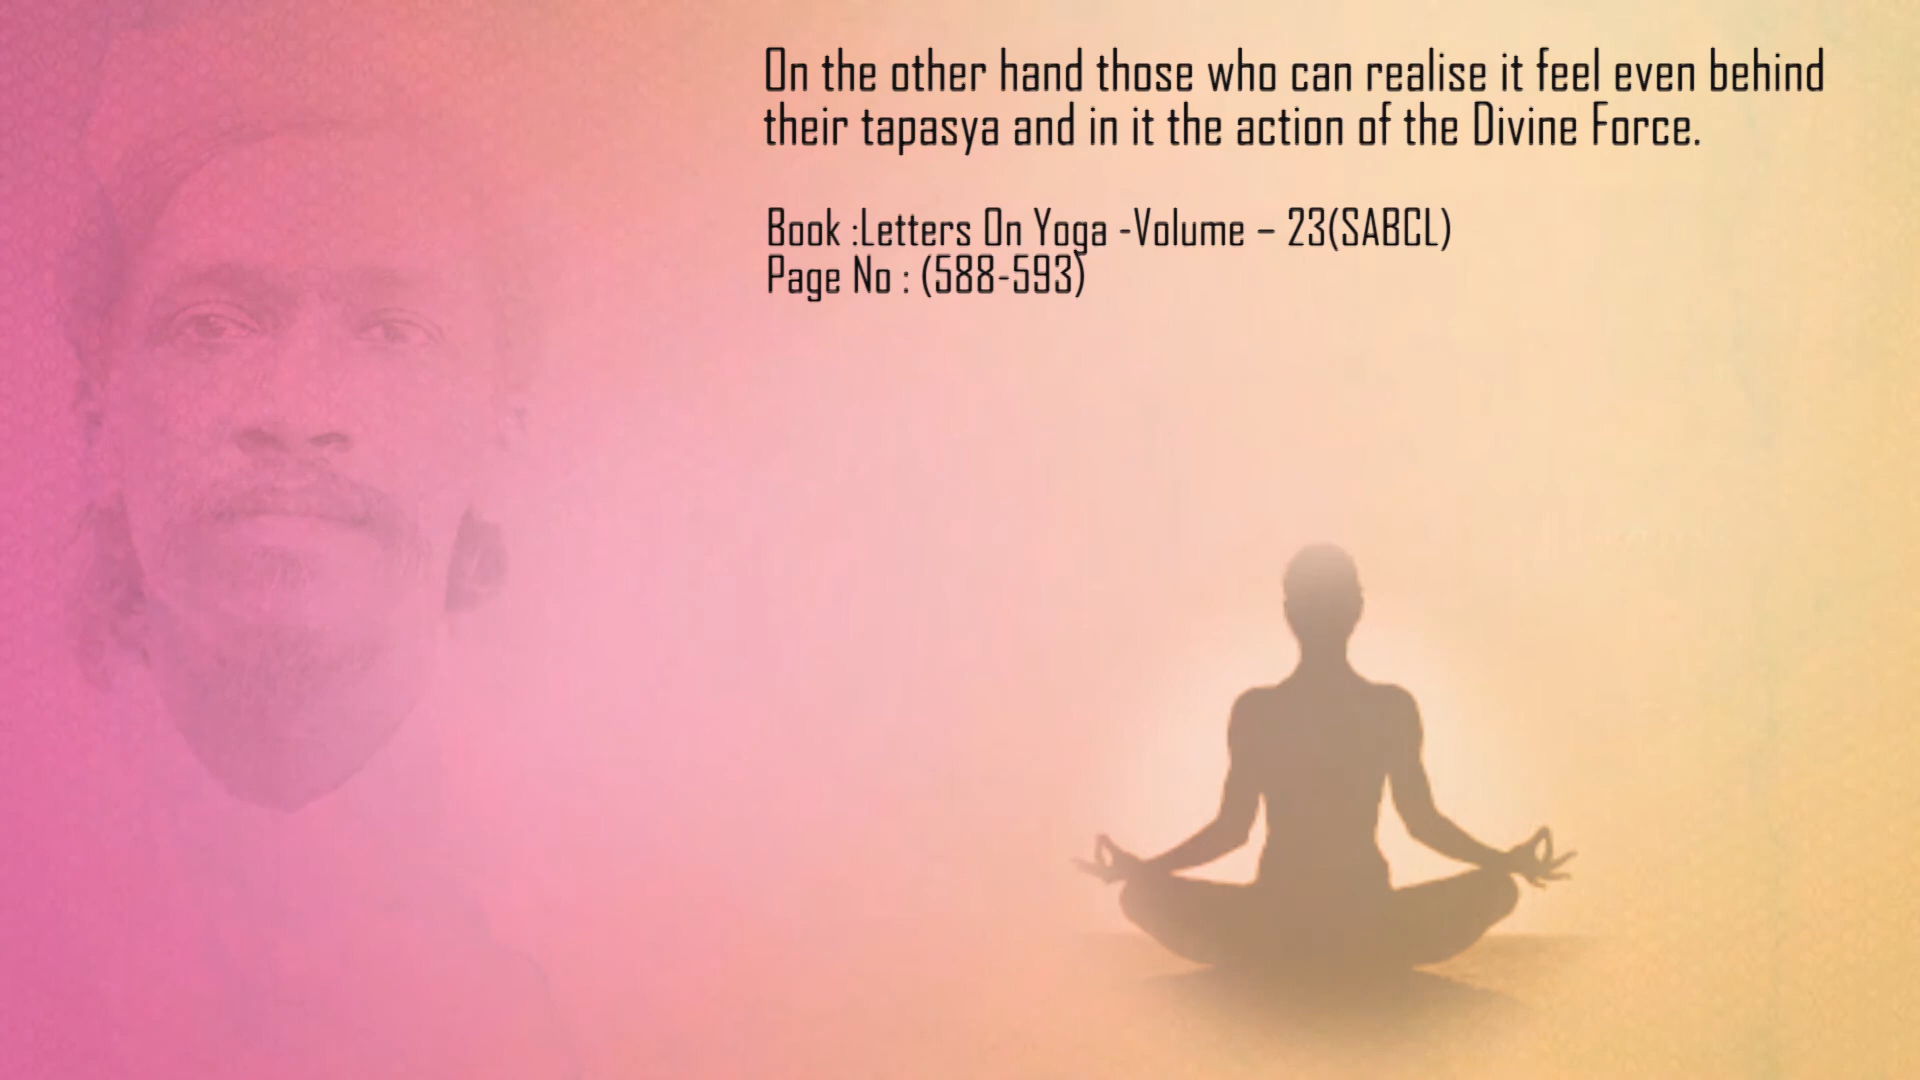 On the other hand those who can realise it feel even behind
their tapasya and in it the action of the Divine Force.
Book :Letters On Yoga -Volume – 23(SABCL)
Page No : (588-593)